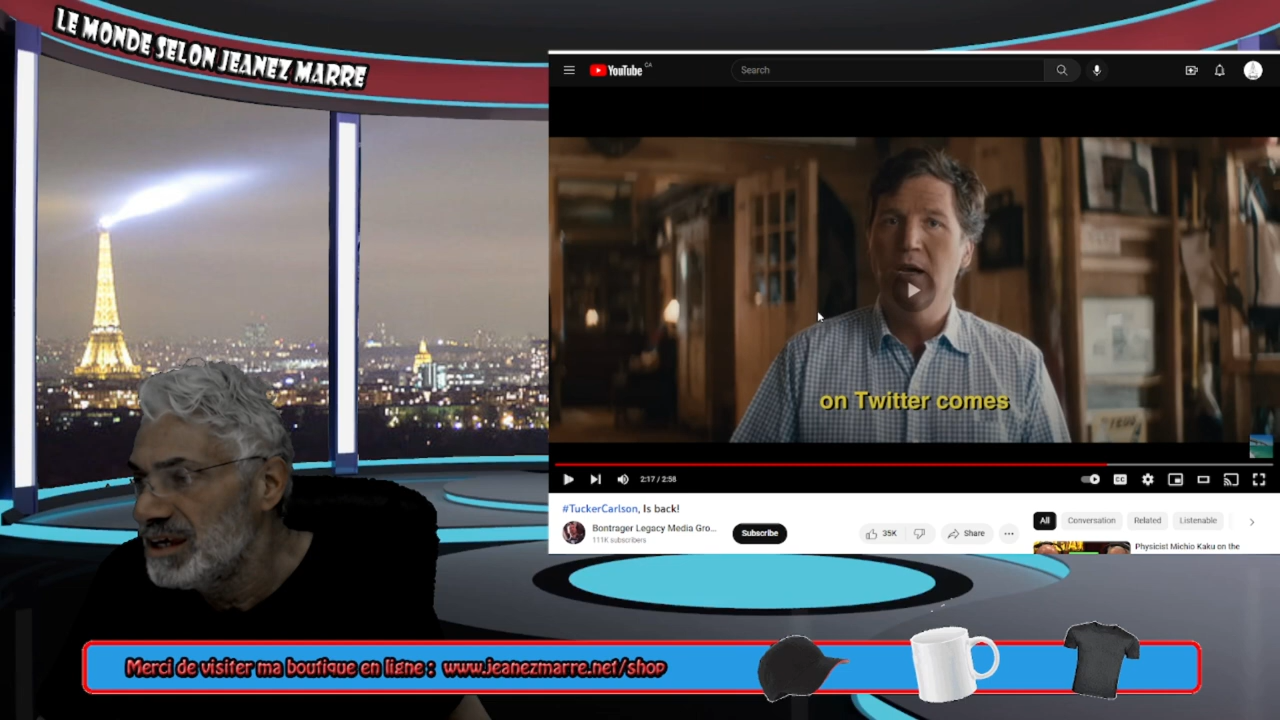 LE MONDE SELON JEANEZ MARRE
YouTube CA
Search
on Twitter comes
2:17 / 2:58
CC
#TuckerCarlson, Is back!
Bontrager Legacy Media Gro...
111K subscribers
Subscribe
35K
Share
All
Conversation
Related
Listenable
Physicist Michio Kaku on the
Merci de visiter ma boutique en ligne : www.jeanezmarre.net/shop